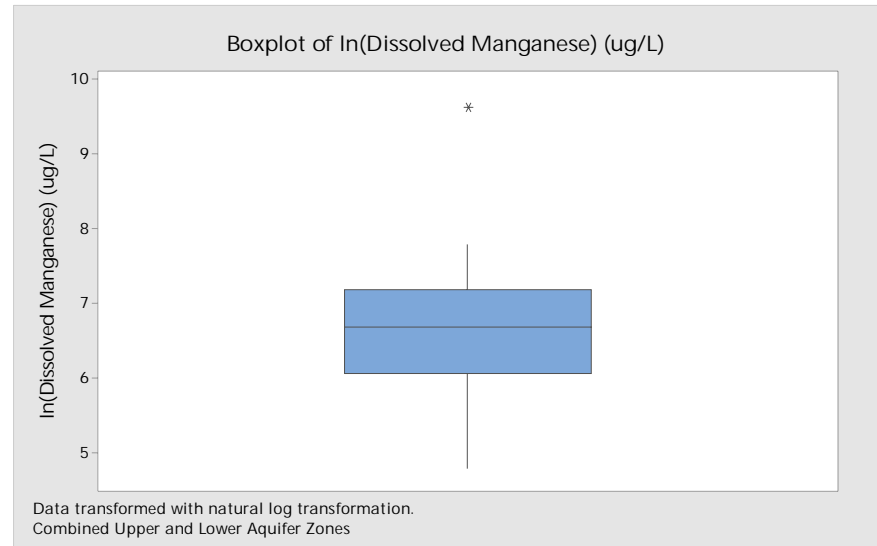 Boxplot of ln(Dissolved Manganese) (ug/L)
ln(Dissolved Manganese) (ug/L)
10
9
8
7
6
5
Data transformed with natural log transformation.
Combined Upper and Lower Aquifer Zones